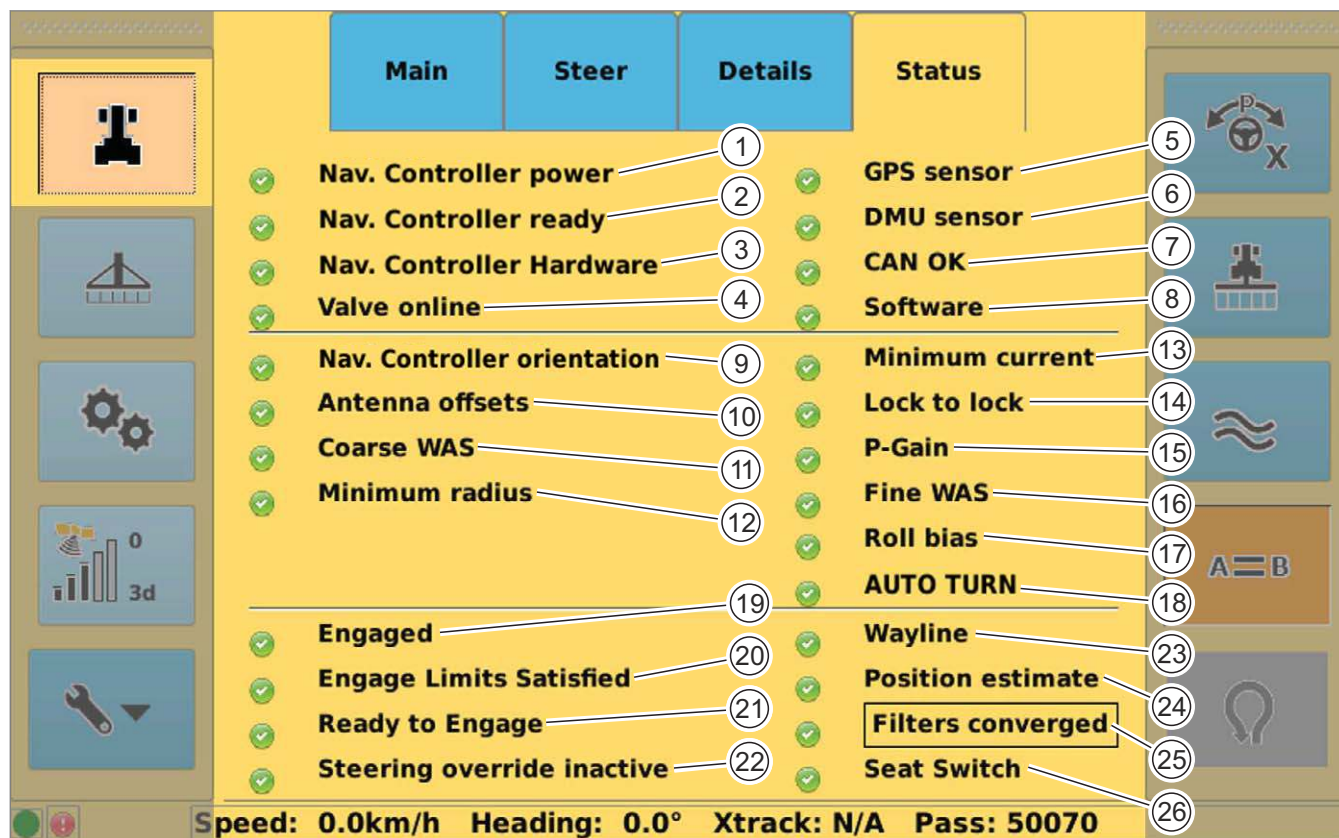 Main Steer Details Status
Nav. Controller power 1
Nav. Controller ready 2
Nav. Controller Hardware 3
Valve online 4
GPS sensor 5
DMU sensor 6
CAN OK 7
Software 8
Nav. Controller orientation 9
Antenna offsets 10
Coarse WAS 11
Minimum radius 12
Minimum current 13
Lock to lock 14
P-Gain 15
Fine WAS 16
Roll bias 17
AUTO TURN 18
Engaged 19
Engage Limits Satisfied 20
Ready to Engage 21
Steering override inactive 22
Wayline 23
Position estimate 24
Filters converged 25
Seat Switch 26
0
3d
P
X
A B
Speed: 0.0km/h Heading: 0.0° Xtrack: N/A Pass: 50070